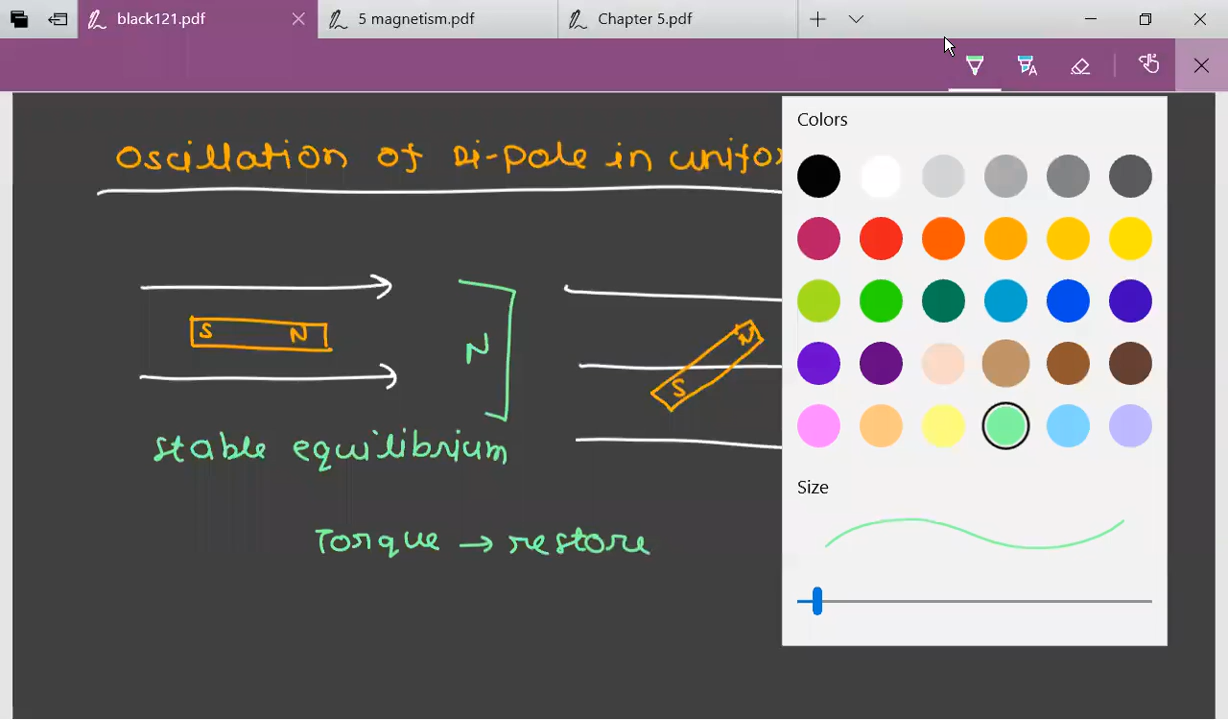 black121.pdf
5 magnetism.pdf
Chapter 5.pdf
Colors
Oscillation of Di-Pole in unifo
S N
N
N
S
stable equilibrium
Size
Torque → restore